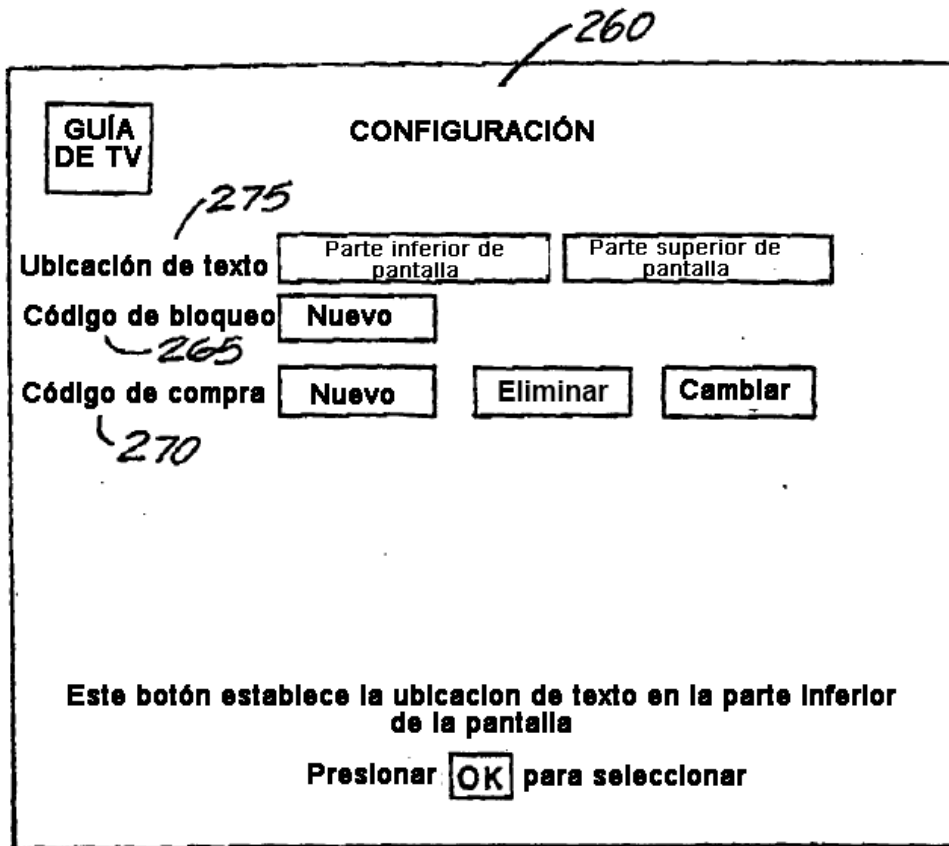 260
GUÍA
DE TV
CONFIGURACIÓN
275
Ubicación de texto
Parte inferior de
pantalla
Parte superior de
pantalla
Código de bloqueo
Nuevo
265
Código de compra
Nuevo
Eliminar
Cambiar
270
Este botón establece la ubicacion de texto en la parte inferior
de la pantalla
Presionar OK para seleccionar